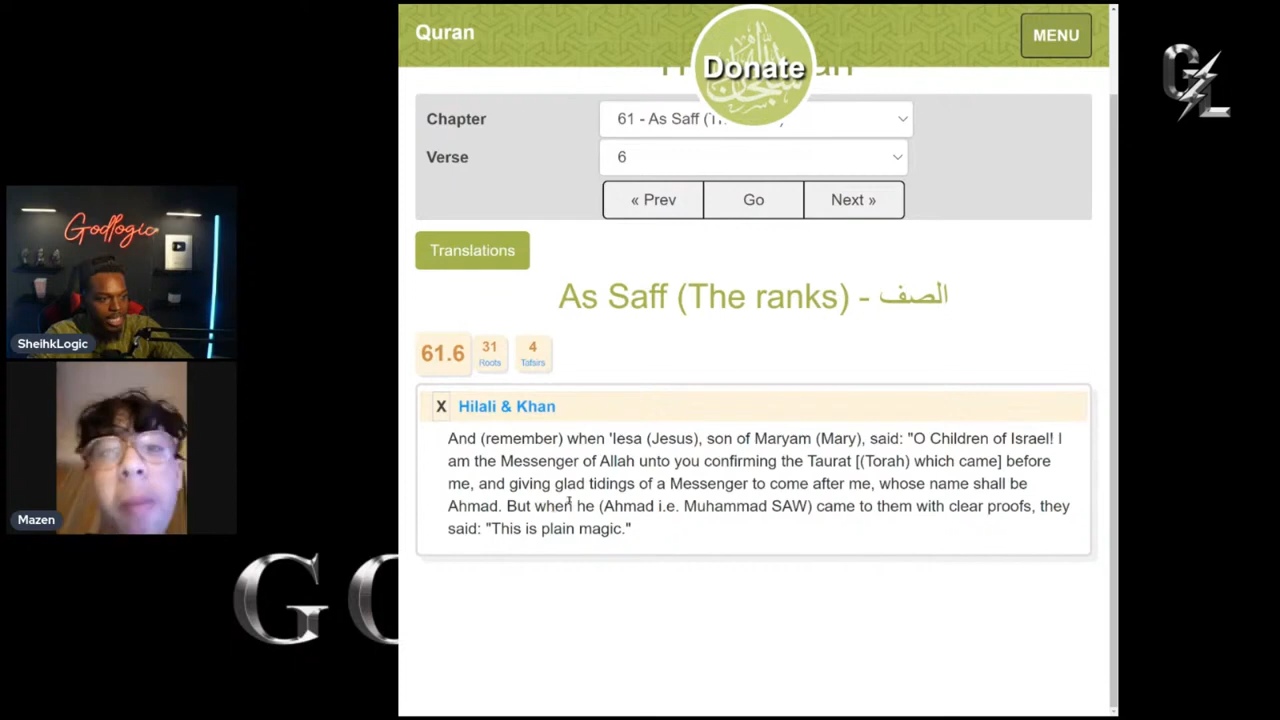 Quran
Donate
MENU
Chapter
61 - As Saff (
Verse
6
« Prev
Go
Next »
Translations
As Saff (The ranks) - الصف
61.6
31
Roots
4
Tafsirs
X Hilali & Khan
And (remember) when 'Iesa (Jesus), son of Maryam (Mary), said: "O Children of Israel! I
am the Messenger of Allah unto you confirming the Taurat [(Torah) which came] before
me, and giving glad tidings of a Messenger to come after me, whose name shall be
Ahmad. But when he (Ahmad i.e. Muhammad SAW) came to them with clear proofs, they
said: "This is plain magic."
Godlogic
SheihkLogic
Mazen
GL